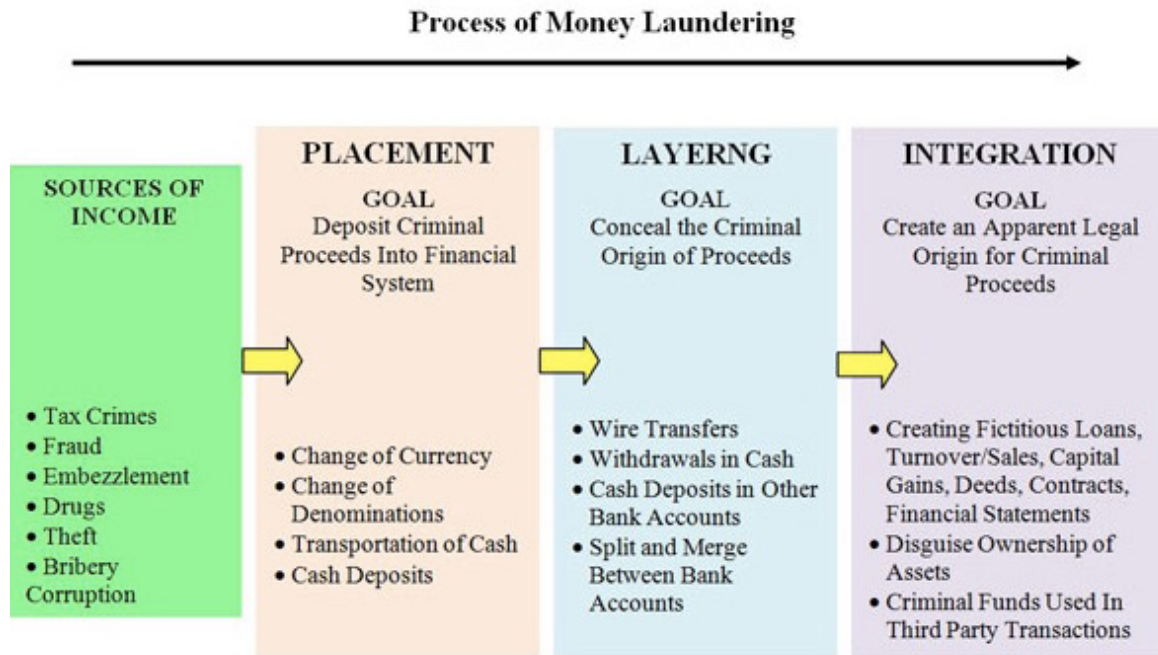 Process of Money Laundering
SOURCES OF
INCOME
• Tax Crimes
• Fraud
• Embezzlement
• Drugs
• Theft
• Bribery
Corruption
PLACEMENT
GOAL
Deposit Criminal
Proceeds Into Financial
System
• Change of Currency
• Change of
Denominations
• Transportation of Cash
• Cash Deposits
LAYERNG
GOAL
Conceal the Criminal
Origin of Proceeds
• Wire Transfers
• Withdrawals in Cash
• Cash Deposits in Other
Bank Accounts
• Split and Merge
Between Bank
Accounts
INTEGRATION
GOAL
Create an Apparent Legal
Origin for Criminal
Proceeds
• Creating Fictitious Loans,
Turnover/Sales, Capital
Gains, Deeds, Contracts,
Financial Statements
• Disguise Ownership of
Assets
• Criminal Funds Used In
Third Party Transactions